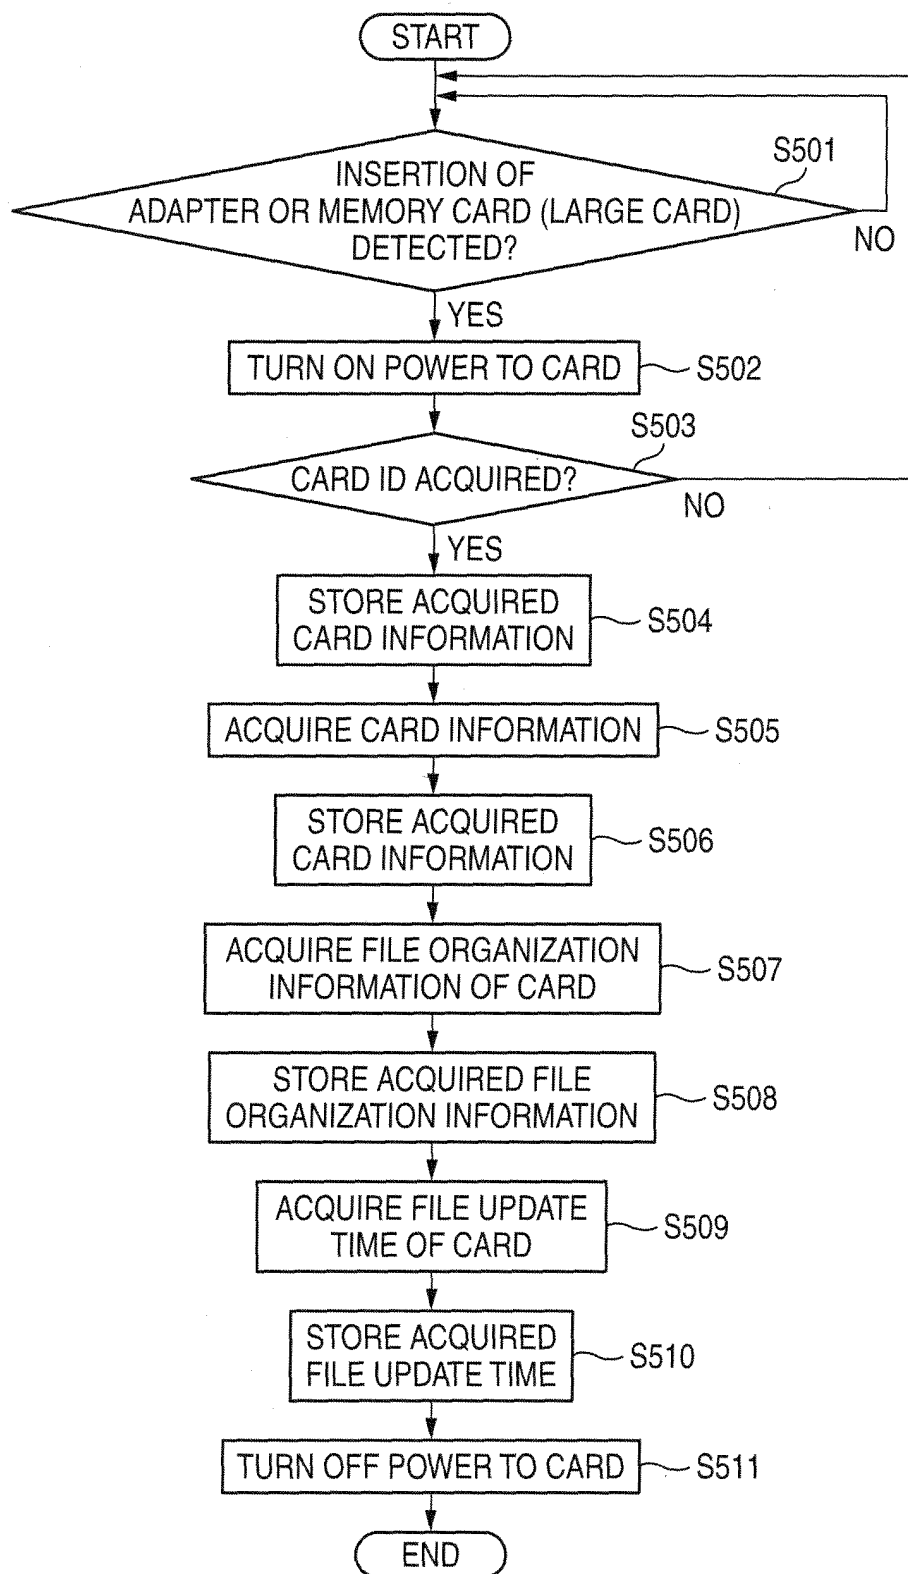 START
S501
INSERTION OF
ADAPTER OR MEMORY CARD (LARGE CARD)
DETECTED?
NO
YES
TURN ON POWER TO CARD
S502
S503
CARD ID ACQUIRED?
NO
YES
STORE ACQUIRED
CARD INFORMATION
S504
ACQUIRE CARD INFORMATION
S505
STORE ACQUIRED
CARD INFORMATION
S506
ACQUIRE FILE ORGANIZATION
INFORMATION OF CARD
S507
STORE ACQUIRED FILE
ORGANIZATION INFORMATION
S508
ACQUIRE FILE UPDATE
TIME OF CARD
S509
STORE ACQUIRED
FILE UPDATE TIME
S510
TURN OFF POWER TO CARD
S511
END